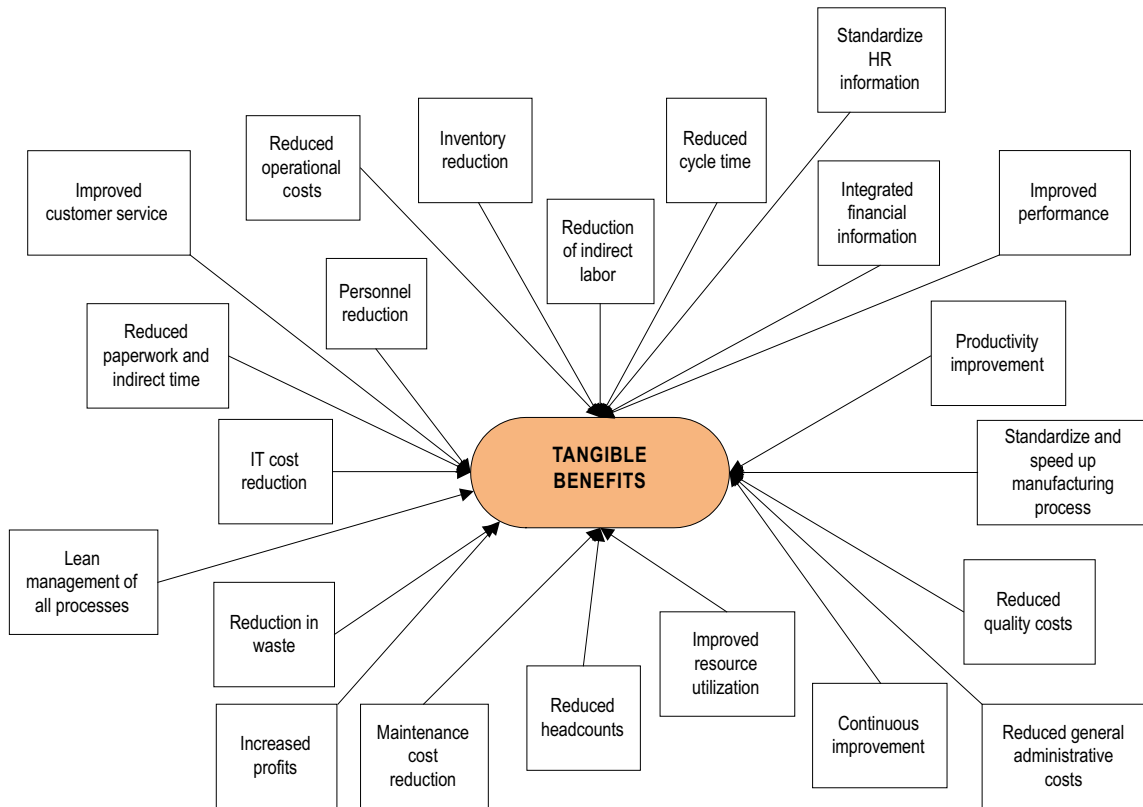 Standardize
HR
information
Reduced
operational
costs
Inventory
reduction
Reduced
cycle time
Improved
customer service
Reduction
of indirect
labor
Integrated
financial
information
Improved
performance
Personnel
reduction
Reduced
paperwork and
indirect time
Productivity
improvement
TANGIBLE
BENEFITS
IT cost
reduction
Standardize and
speed up
manufacturing
process
Lean
management of
all processes
Reduction in
waste
Improved
resource
utilization
Reduced
quality costs
Increased
profits
Maintenance
cost
reduction
Reduced
headcounts
Continuous
improvement
Reduced general
administrative
costs